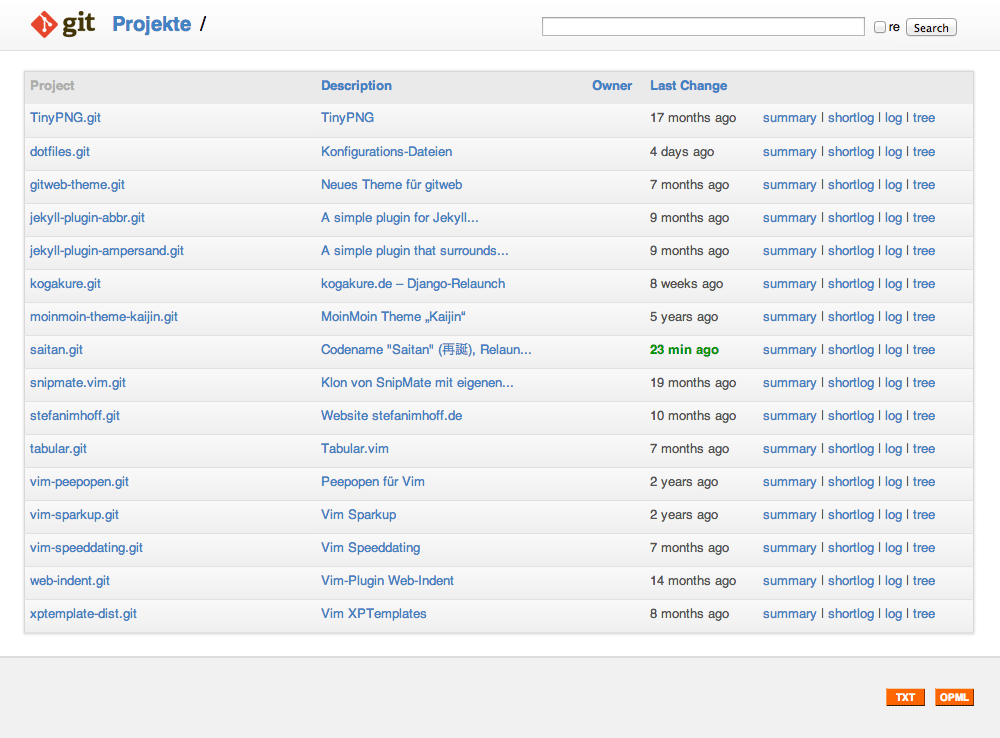 git Projekte /
re Search
Project Description Owner Last Change
TinyPNG.git TinyPNG 17 months ago summary | shortlog | log | tree
dotfiles.git Konfigurations-Dateien 4 days ago summary | shortlog | log | tree
gitweb-theme.git Neues Theme für gitweb 7 months ago summary | shortlog | log | tree
jekyll-plugin-abbr.git A simple plugin for Jekyll... 9 months ago summary | shortlog | log | tree
jekyll-plugin-ampersand.git A simple plugin that surrounds... 9 months ago summary | shortlog | log | tree
kogakure.git kogakure.de – Django-Relaunch 8 weeks ago summary | shortlog | log | tree
moinmoin-theme-kaijin.git MoinMoin Theme „Kaijin“ 5 years ago summary | shortlog | log | tree
saitan.git Codename "Saitan" (再誕), Relaun... 23 min ago summary | shortlog | log | tree
snipmate.vim.git Klon von SnipMate mit eigenen... 19 months ago summary | shortlog | log | tree
stefanimhoff.git Website stefanimhoff.de 10 months ago summary | shortlog | log | tree
tabular.git Tabular.vim 7 months ago summary | shortlog | log | tree
vim-peepopen.git Peepopen für Vim 2 years ago summary | shortlog | log | tree
vim-sparkup.git Vim Sparkup 2 years ago summary | shortlog | log | tree
vim-speeddating.git Vim Speeddating 7 months ago summary | shortlog | log | tree
web-indent.git Vim-Plugin Web-Indent 14 months ago summary | shortlog | log | tree
xptemplate-dist.git Vim XPTemplates 8 months ago summary | shortlog | log | tree
TXT OPML